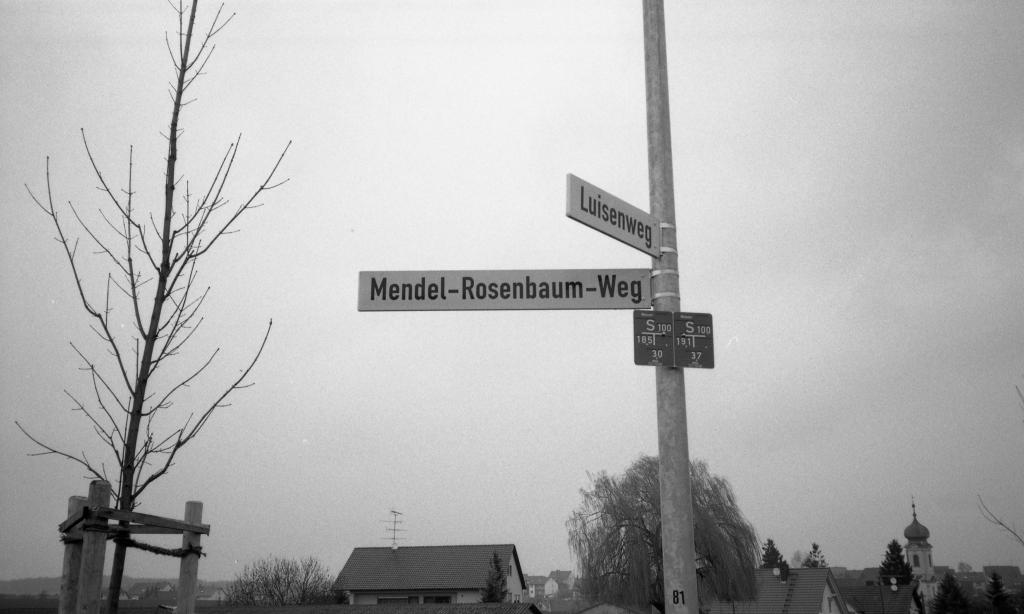 Luisenweg
Mendel-Rosenbaum-Weg
S 100
185
30
S 100
191
37
81